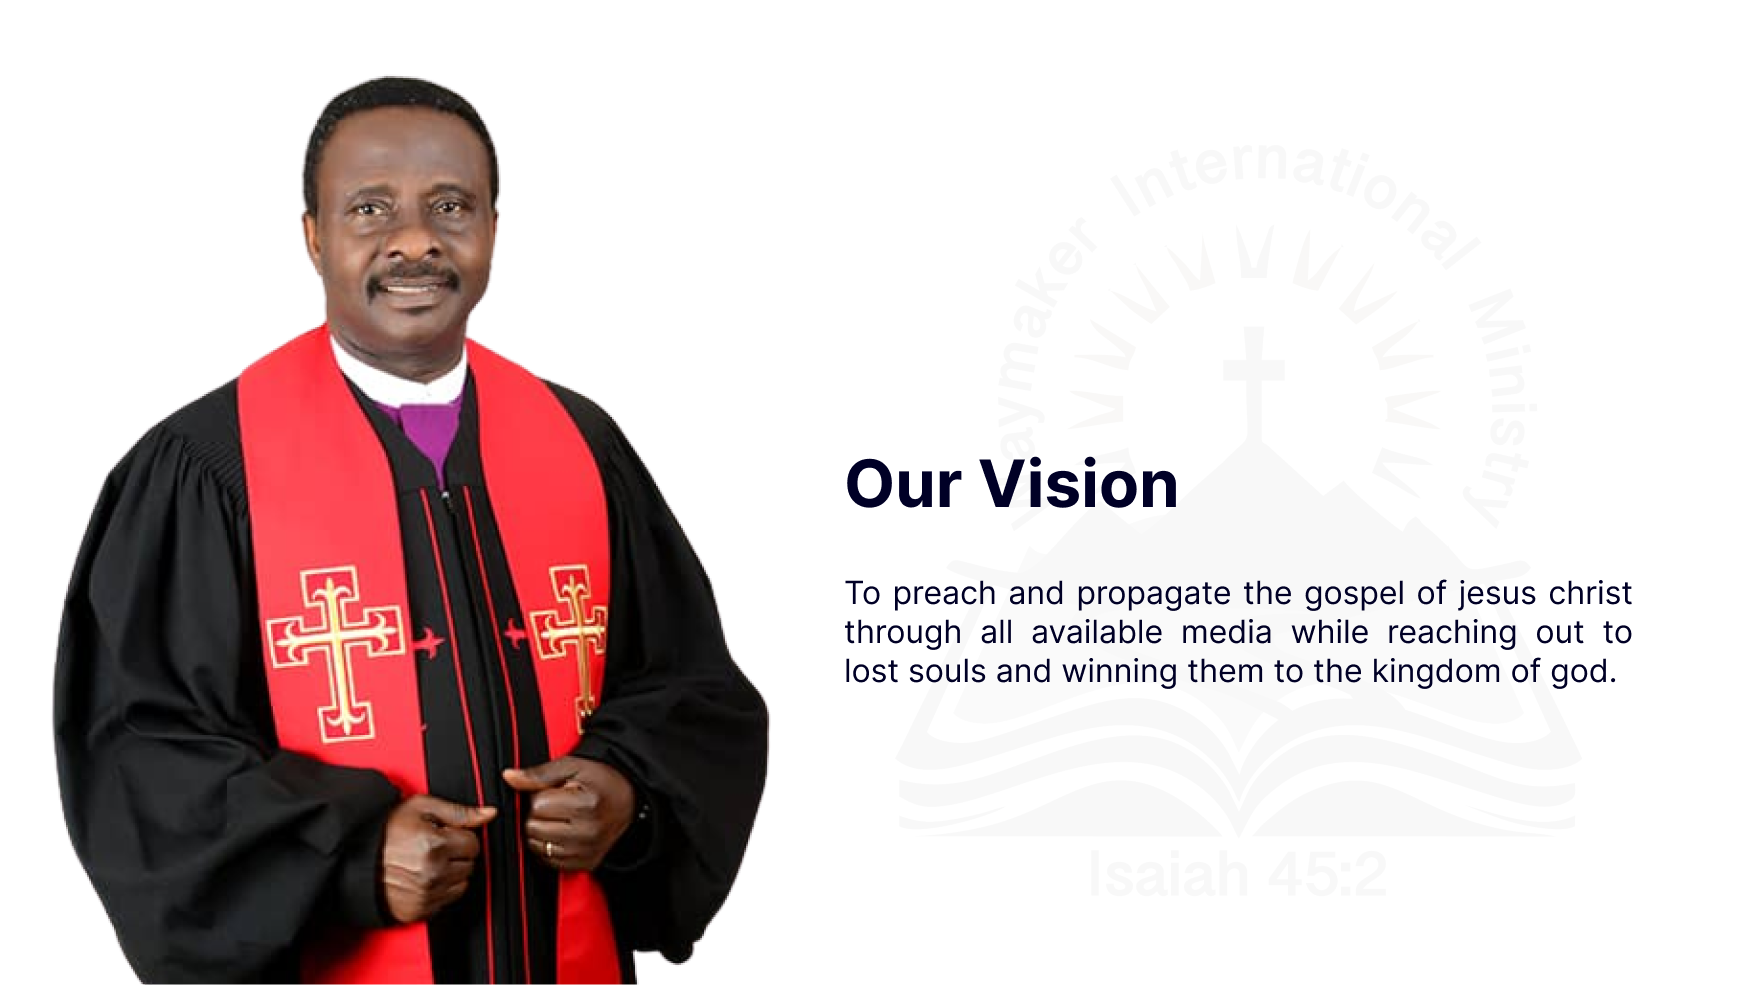 Waymaker International Ministry
Our Vision
To preach and propagate the gospel of jesus christ
through all available media while reaching out to
lost souls and winning them to the kingdom of god.
Isaiah 45:2